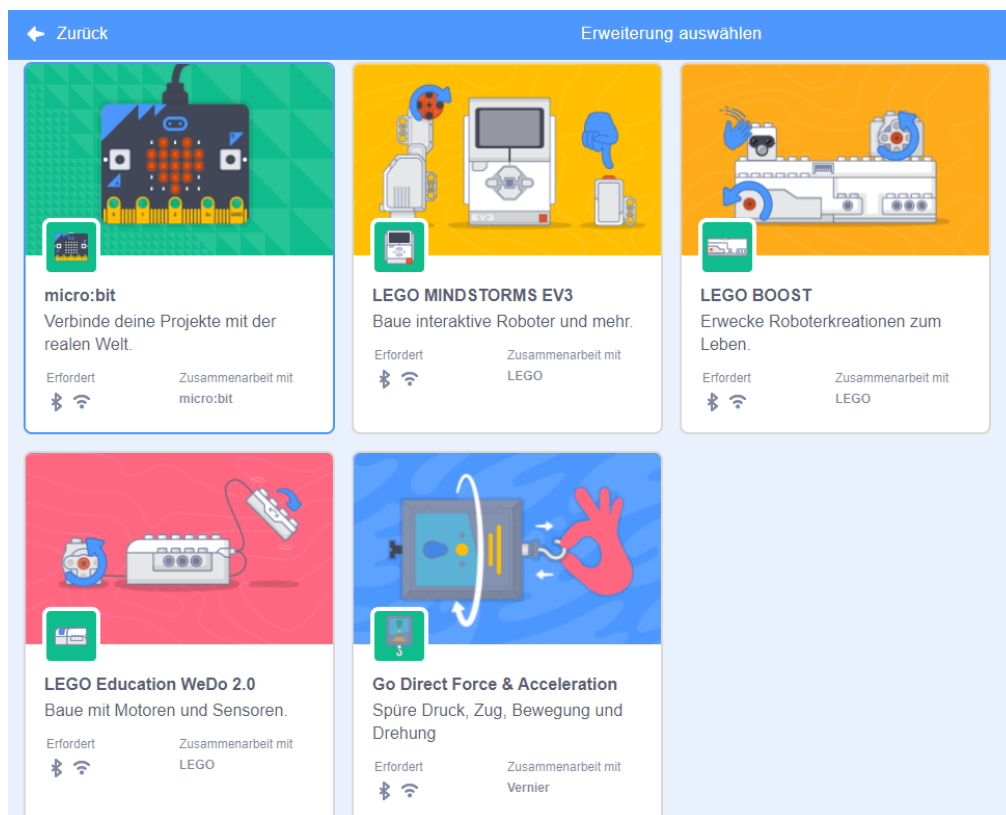 Zurück
Erweiterung auswählen
micro:bit
Verbinde deine Projekte mit der
realen Welt.
Erfordert
Zusammenarbeit mit
micro:bit
EV3
LEGO MINDSTORMS EV3
Baue interaktive Roboter und mehr.
Erfordert
Zusammenarbeit mit
LEGO
LEGO BOOST
Erwecke Roboterkreationen zum
Leben.
Erfordert
Zusammenarbeit mit
LEGO
LEGO Education WeDo 2.0
Baue mit Motoren und Sensoren.
Erfordert
Zusammenarbeit mit
LEGO
Go Direct Force & Acceleration
Spüre Druck, Zug, Bewegung und
Drehung
Erfordert
Zusammenarbeit mit
Vernier